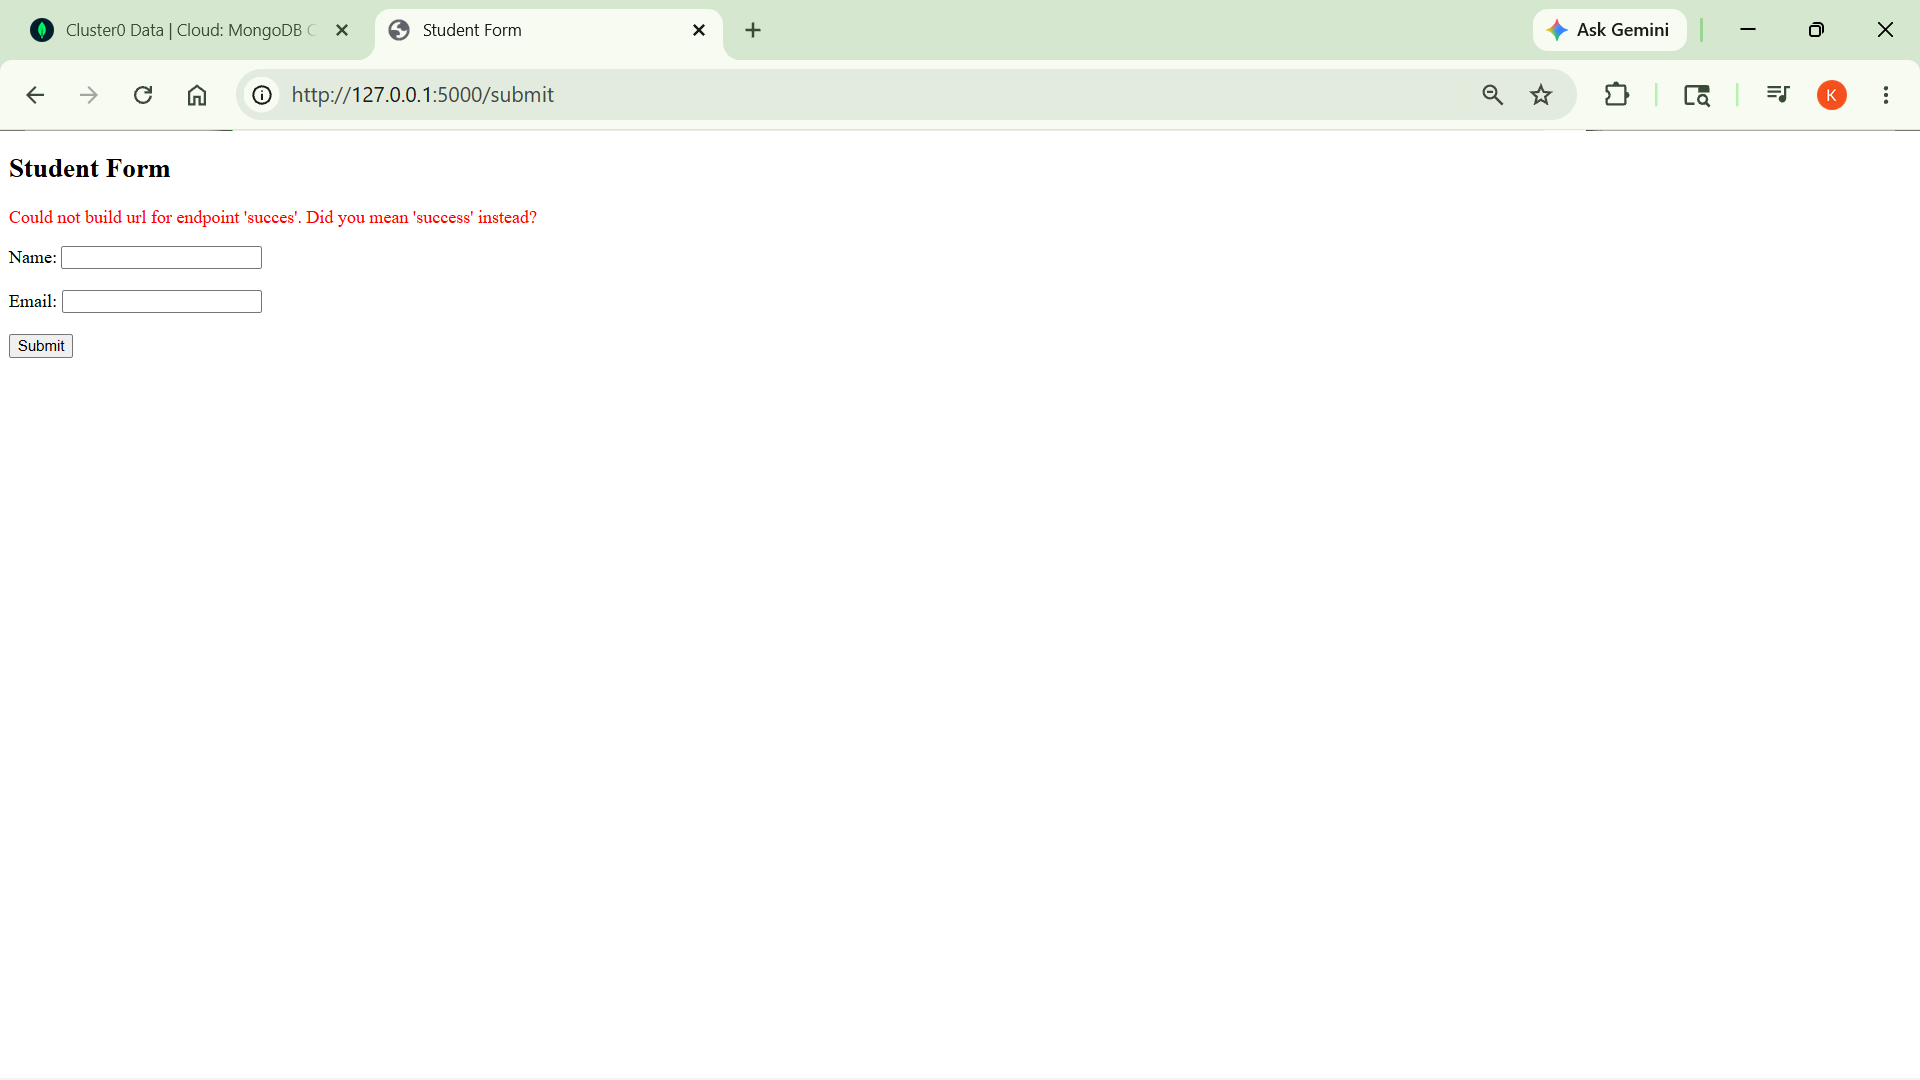 Cluster0 Data | Cloud: MongoDB C
Student Form
Ask Gemini
http://127.0.0.1:5000/submit
K
Student Form
Could not build url for endpoint 'succes'. Did you mean 'success' instead?
Name:
Email:
Submit